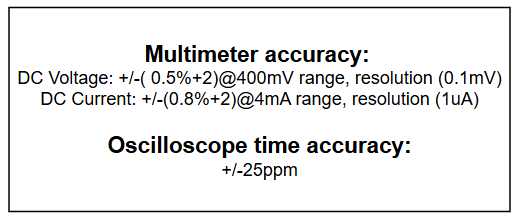 Multimeter accuracy:
DC Voltage: +/-( 0.5%+2)@400mV range, resolution (0.1mV)
DC Current: +/-(0.8%+2)@4mA range, resolution (1uA)
Oscilloscope time accuracy:
+/-25ppm